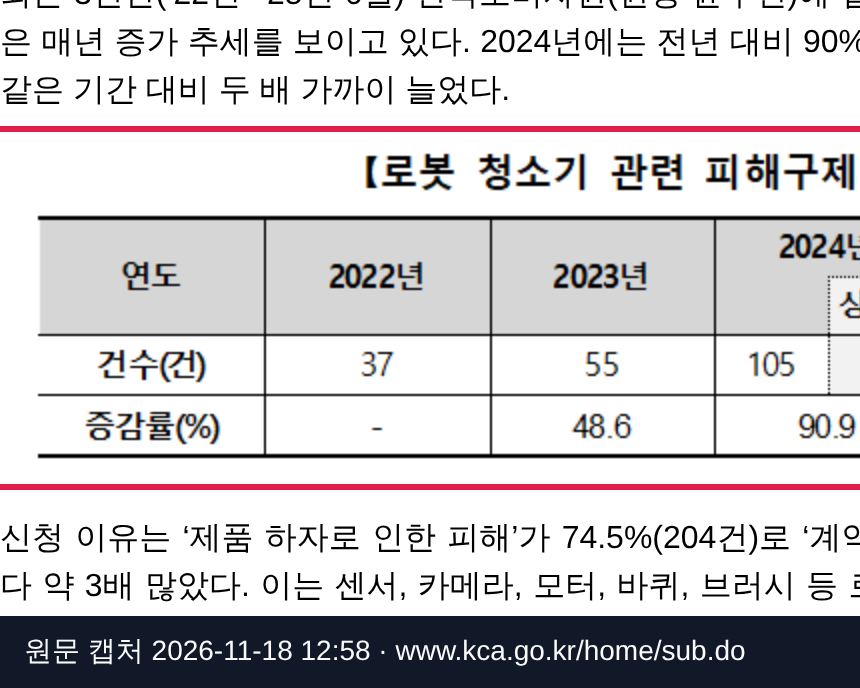 은 매년 증가 추세를 보이고 있다. 2024년에는 전년 대비 90%
같은 기간 대비 두 배 가까이 늘었다.
【로봇 청소기 관련 피해구제
연도 2022년 2023년 2024년
건수(건) 37 55 105
증감률(%) - 48.6 90.9
신청 이유는 ‘제품 하자로 인한 피해’가 74.5%(204건)로 ‘계약
다 약 3배 많았다. 이는 센서, 카메라, 모터, 바퀴, 브러시 등
원문 캡처 2026-11-18 12:58 · www.kca.go.kr/home/sub.do